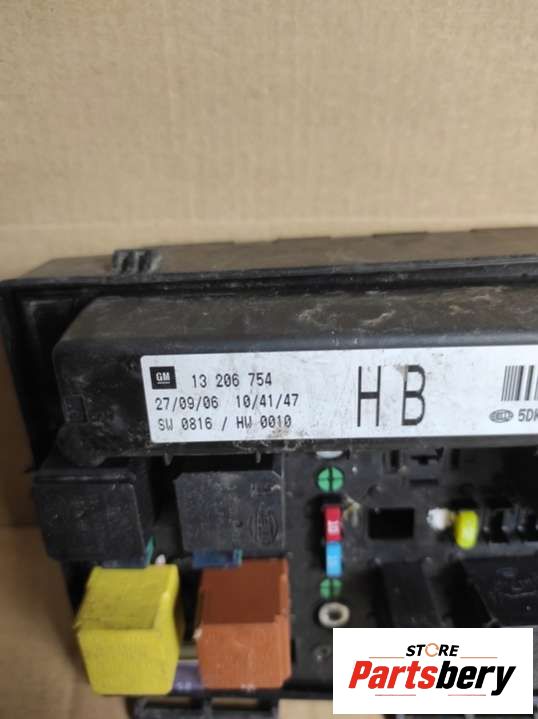 GM
13 206 754
27/09/06 10/41/47
SW 0816 / HW 0010
HB
5DK
STORE
Partsbery